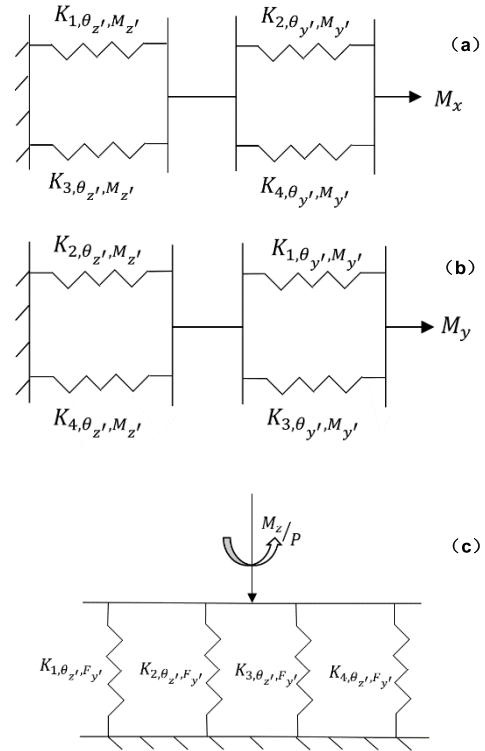 K₁,θz′,Mz′ K₂,θy′,My′ (a)
Mx
K₃,θz′,Mz′ K₄,θy′,My′
K₂,θz′,Mz′ K₁,θy′,My′ (b)
My
K₄,θz′,Mz′ K₃,θy′,My′
Mz/P (c)
K₁,θz′,Fy′ K₂,θz′,Fy′ K₃,θz′,Fy′ K₄,θz′,Fy′